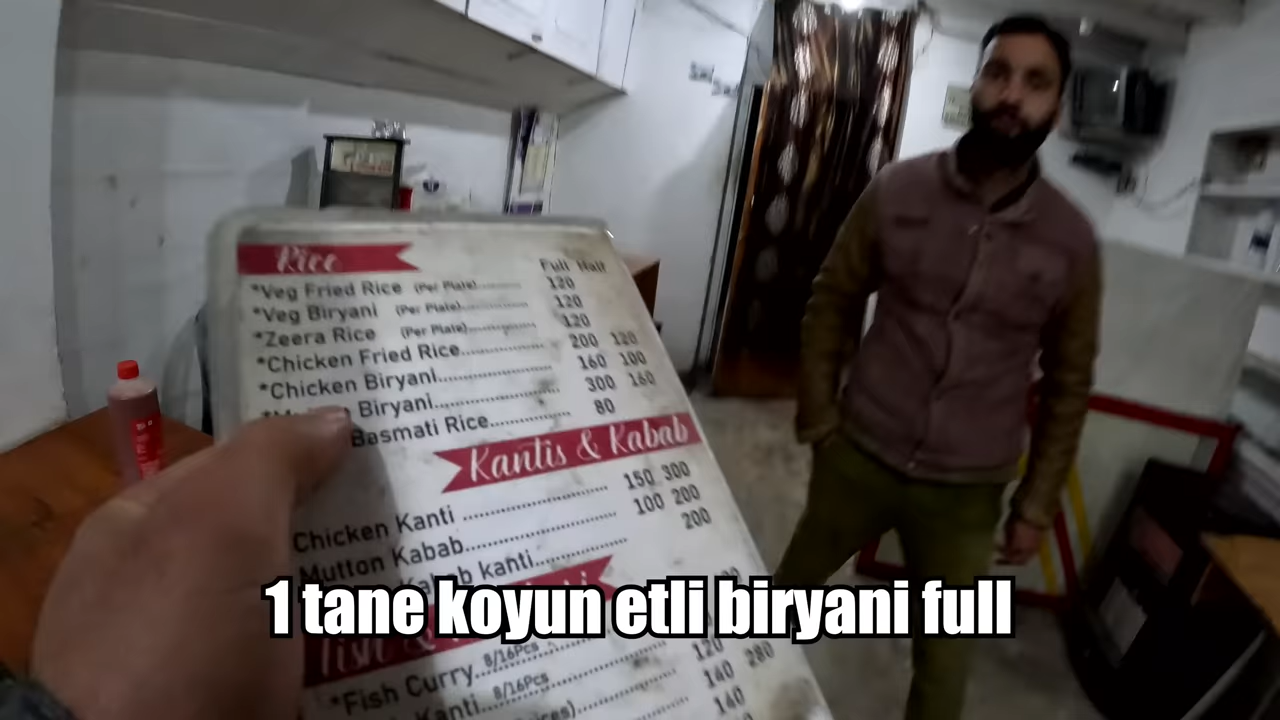 Rice
Full Half
*Veg Fried Rice (Per Plate)............ 120
*Veg Biryani (Per Plate)............ 120
*Zeera Rice (Per Plate)............ 120
*Chicken Fried Rice............ 200 120
*Chicken Biryani............ 160 100
Biryani............ 300 160
Basmati Rice............ 80
Kantis & Kabab
Chicken Kanti ............ 150 300
Mutton Kabab............ 100 200
kanti............ 200
1 tane koyun etli biryani full
*Fish Curry 8/16Pcs 120
Kanti 8/16Pcs 140 280
160